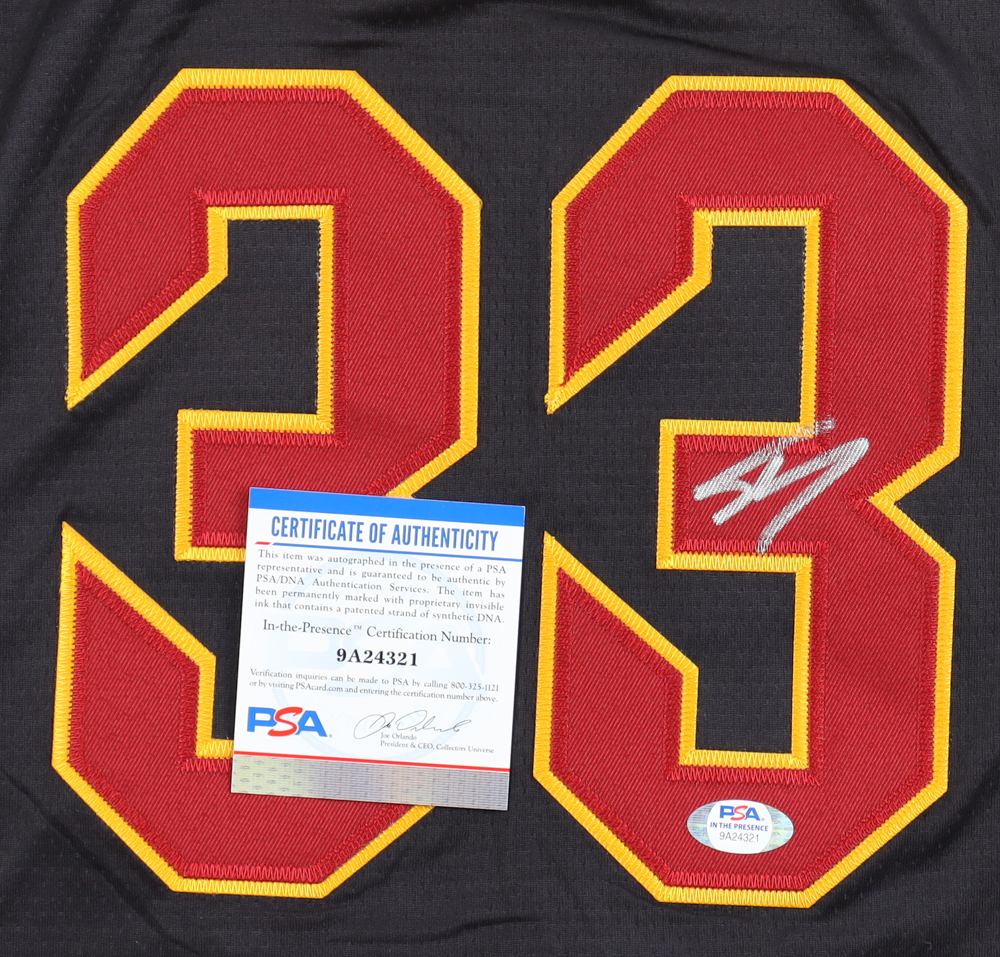 33
CERTIFICATE OF AUTHENTICITY
This item was autographed in the presence of a PSA
representative and is guaranteed to be authentic by
PSA/DNA Authentication Services. The item has
been permanently marked with proprietary invisible
ink that contains a patented strand of synthetic DNA.
In-the-Presence™ Certification Number:
9A24321
Verification inquiries can be made to PSA by calling 800-325-1121
or by visiting PSAcard.com and entering the certification number above.
PSA.
Joe Orlando
President & CEO, Collectors Universe
PSA.
IN THE PRESENCE
9A24321